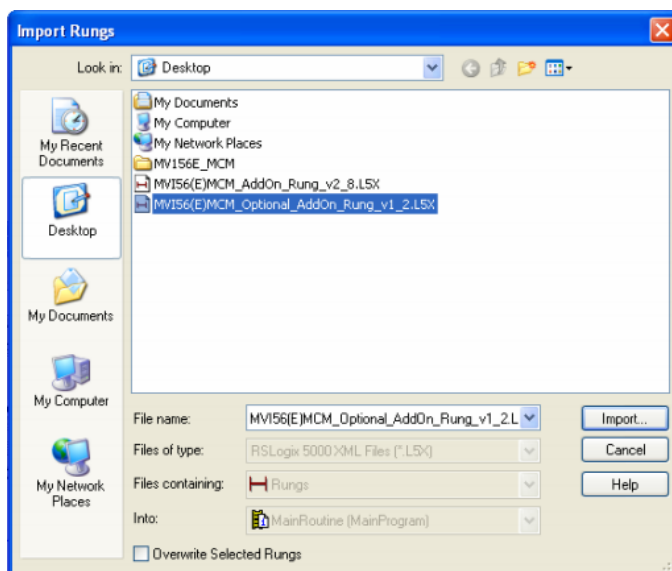 Import Rungs
Look in:
Desktop
My Recent
Documents
Desktop
My Documents
My Computer
My Network
Places
My Documents
My Computer
My Network Places
MV156E_MCM
MVI56(E)MCM_AddOn_Rung_v2_8.L5X
MVI56(E)MCM_Optional_AddOn_Rung_v1_2.L5X
File name:
MVI56(E)MCM_Optional_AddOn_Rung_v1_2.L
Import...
Files of type:
RSLogix 5000 XML Files (*.L5X)
Cancel
Files containing:
Rungs
Help
Into:
MainRoutine (MainProgram)
Overwrite Selected Rungs